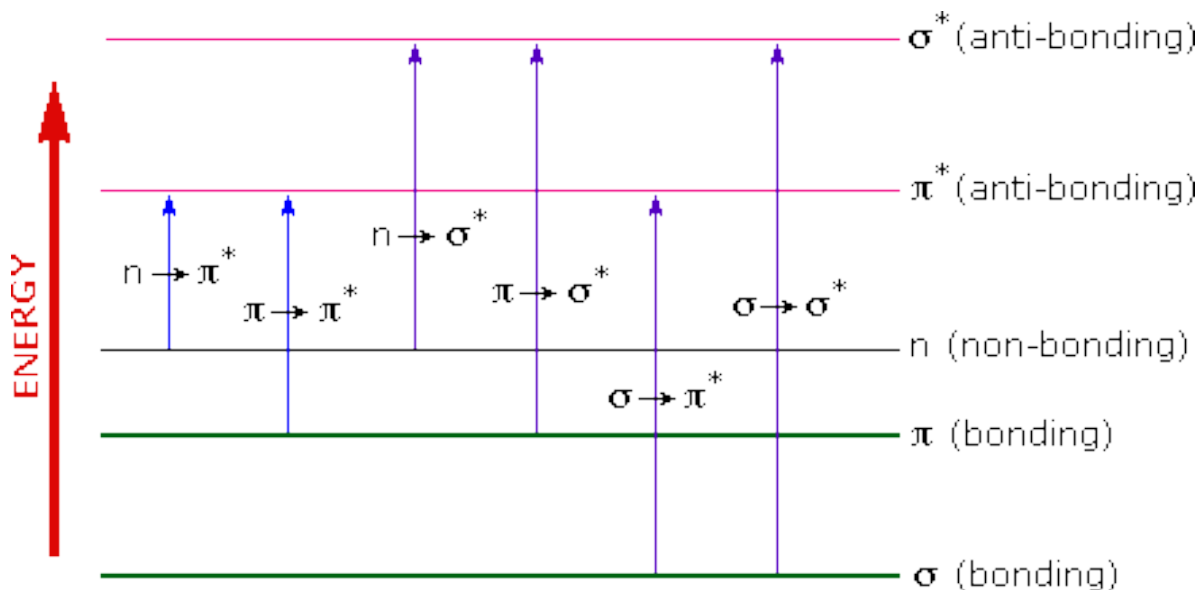 σ* (anti-bonding)
π* (anti-bonding)
n → σ*
n → π*
π → σ*
π → π*
σ → σ*
n (non-bonding)
σ → π*
π (bonding)
σ (bonding)
ENERGY